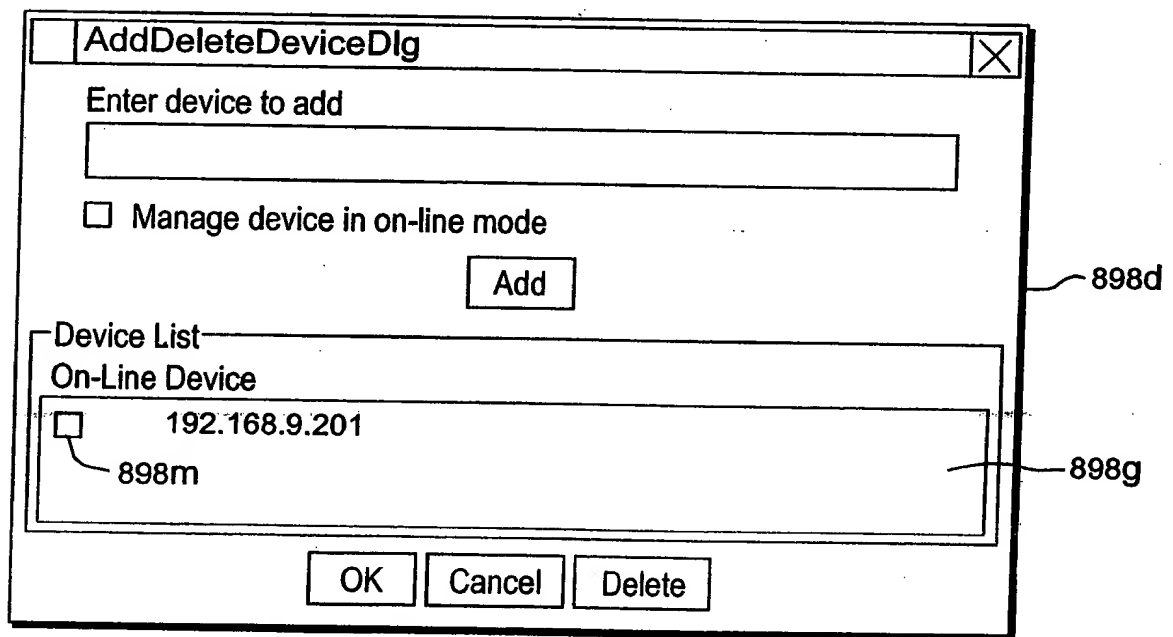 AddDeleteDeviceDlg
Enter device to add
Manage device in on-line mode
Add
898d
Device List
On-Line Device
192.168.9.201
898m
898g
OK Cancel Delete